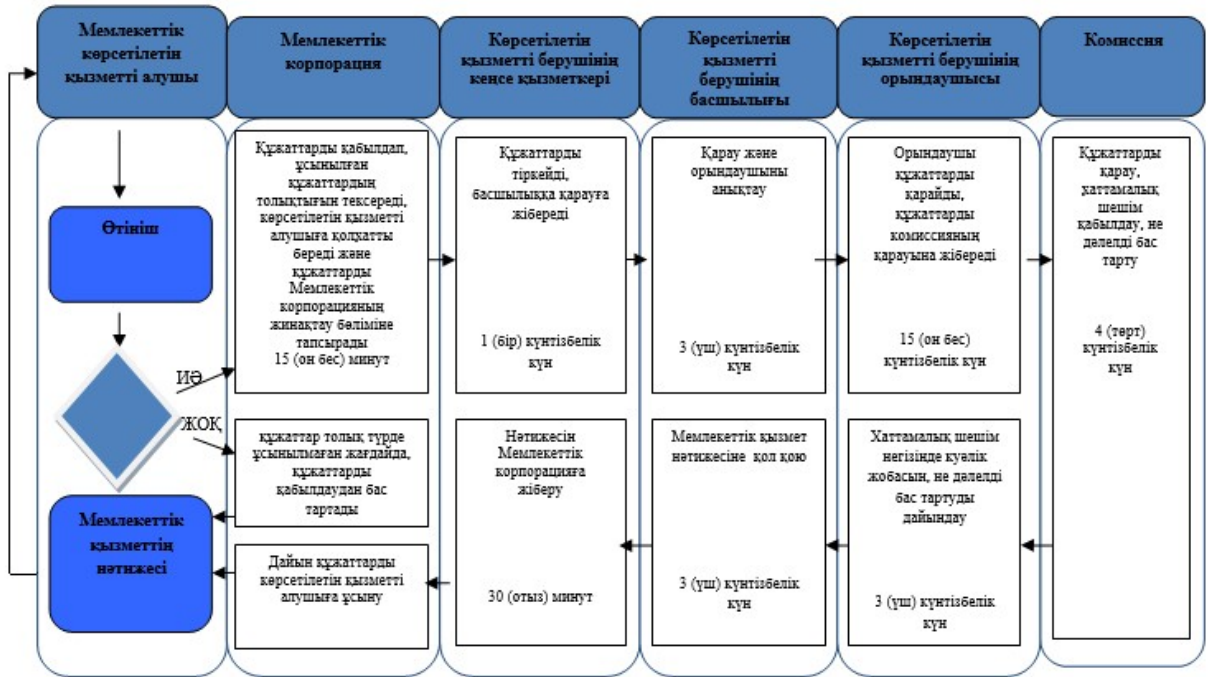 Мемлекеттік
көрсетілетін
қызметті алушы
Мемлекеттік
корпорация
Көрсетілетін
қызметті берушінің
кеңсе қызметкері
Көрсетілетін
қызметті
берушінің
басшылығы
Көрсетілетін
қызметті берушінің
орындаушысы
Комиссия
Өтініш
ИӘ
ЖОҚ
Мемлекеттік
қызметтің
нәтижесі
Құжаттарды қабылдап,
ұсынылған
құжаттардың
толықтығын тексереді,
көрсетілетін қызметті
алушыға қолхатты
береді және
құжаттарды
Мемлекеттік
корпорацияның
жинақтау бөліміне
тапсырады
15 (он бес) минут
Құжаттарды
тіркейді,
басшылыққа қарауға
жібереді
1 (бір) күнтізбелік
күн
Қарау және
орындаушыны
анықтау
3 (үш) күнтізбелік
күн
Орындаушы
құжаттарды
қарайды,
құжаттарды
комиссияның
қарауына жібереді
15 (он бес)
күнтізбелік күн
Құжаттарды
қарау,
хаттамалық
шешім
қабылдау, не
дәлелді бас
тарту
4 (төрт)
күнтізбелік
күн
құжаттар толық түрде
ұсынылмаған жағдайда,
құжаттарды
қабылдаудан бас
тартады
Дайын құжаттарды
көрсетілетін қызметті
алушыға ұсыну
Нәтижесін
Мемлекеттік
корпорацияға
жіберу
30 (отыз) минут
Мемлекеттік қызмет
нәтижесіне қол қою
3 (үш) күнтізбелік
күн
Хаттамалық шешім
негізінде куәлік
жобасын, не дәлелді
бас тартуды
дайындау
3 (үш) күнтізбелік
күн